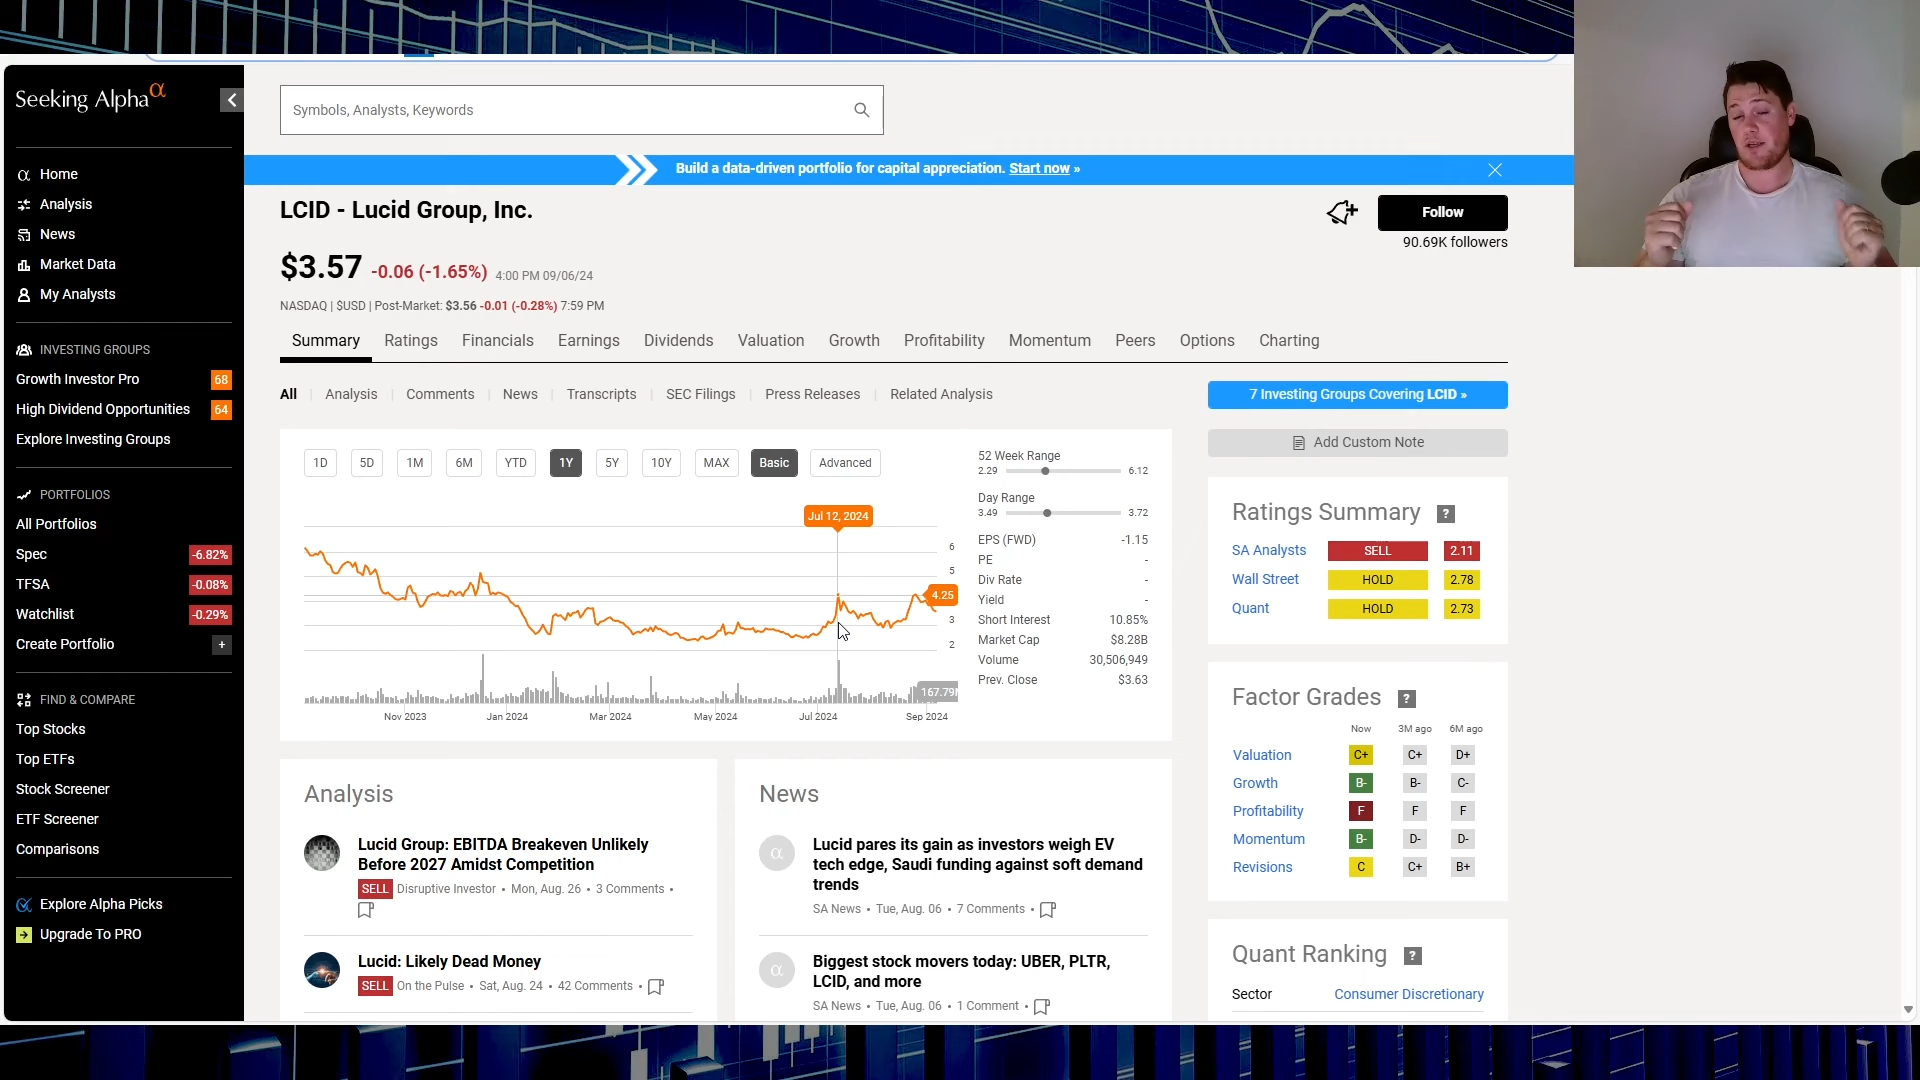 Seeking Alpha α
Home
Analysis
News
Market Data
My Analysts
INVESTING GROUPS
Growth Investor Pro 68
High Dividend Opportunities 64
Explore Investing Groups
PORTFOLIOS
All Portfolios
Spec -6.82%
TFSA -0.08%
Watchlist -0.29%
Create Portfolio +
FIND & COMPARE
Top Stocks
Top ETFs
Stock Screener
ETF Screener
Comparisons
Explore Alpha Picks
Upgrade To PRO
Symbols, Analysts, Keywords
Build a data-driven portfolio for capital appreciation. Start now »
LCID - Lucid Group, Inc.
Follow
90.69K followers
$3.57 -0.06 (-1.65%) 4:00 PM 09/06/24
NASDAQ | $USD | Post-Market: $3.56 -0.01 (-0.28%) 7:59 PM
Summary Ratings Financials Earnings Dividends Valuation Growth Profitability Momentum Peers Options Charting
All | Analysis | Comments | News | Transcripts | SEC Filings | Press Releases | Related Analysis
7 Investing Groups Covering LCID »
Add Custom Note
1D 5D 1M 6M YTD 1Y 5Y 10Y MAX Basic Advanced
Jul 12, 2024
6
5
4.25
3
2
167.79M
Nov 2023 Jan 2024 Mar 2024 May 2024 Jul 2024 Sep 2024
52 Week Range
2.29 6.12
Day Range
3.49 3.72
EPS (FWD) -1.15
PE -
Div Rate -
Yield -
Short Interest 10.85%
Market Cap $8.28B
Volume 30,506,949
Prev. Close $3.63
Ratings Summary ?
SA Analysts SELL 2.11
Wall Street HOLD 2.78
Quant HOLD 2.73
Factor Grades ?
Now 3M ago 6M ago
Valuation C+ C+ D+
Growth B- B- C-
Profitability F F F
Momentum B- D- D-
Revisions C C+ B+
Quant Ranking ?
Sector Consumer Discretionary
Analysis
Lucid Group: EBITDA Breakeven Unlikely
Before 2027 Amidst Competition
SELL Disruptive Investor • Mon, Aug. 26 • 3 Comments •
Lucid: Likely Dead Money
SELL On the Pulse • Sat, Aug. 24 • 42 Comments •
News
α
Lucid pares its gain as investors weigh EV
tech edge, Saudi funding against soft demand
trends
SA News • Tue, Aug. 06 • 7 Comments •
α
Biggest stock movers today: UBER, PLTR,
LCID, and more
SA News • Tue, Aug. 06 • 1 Comment •